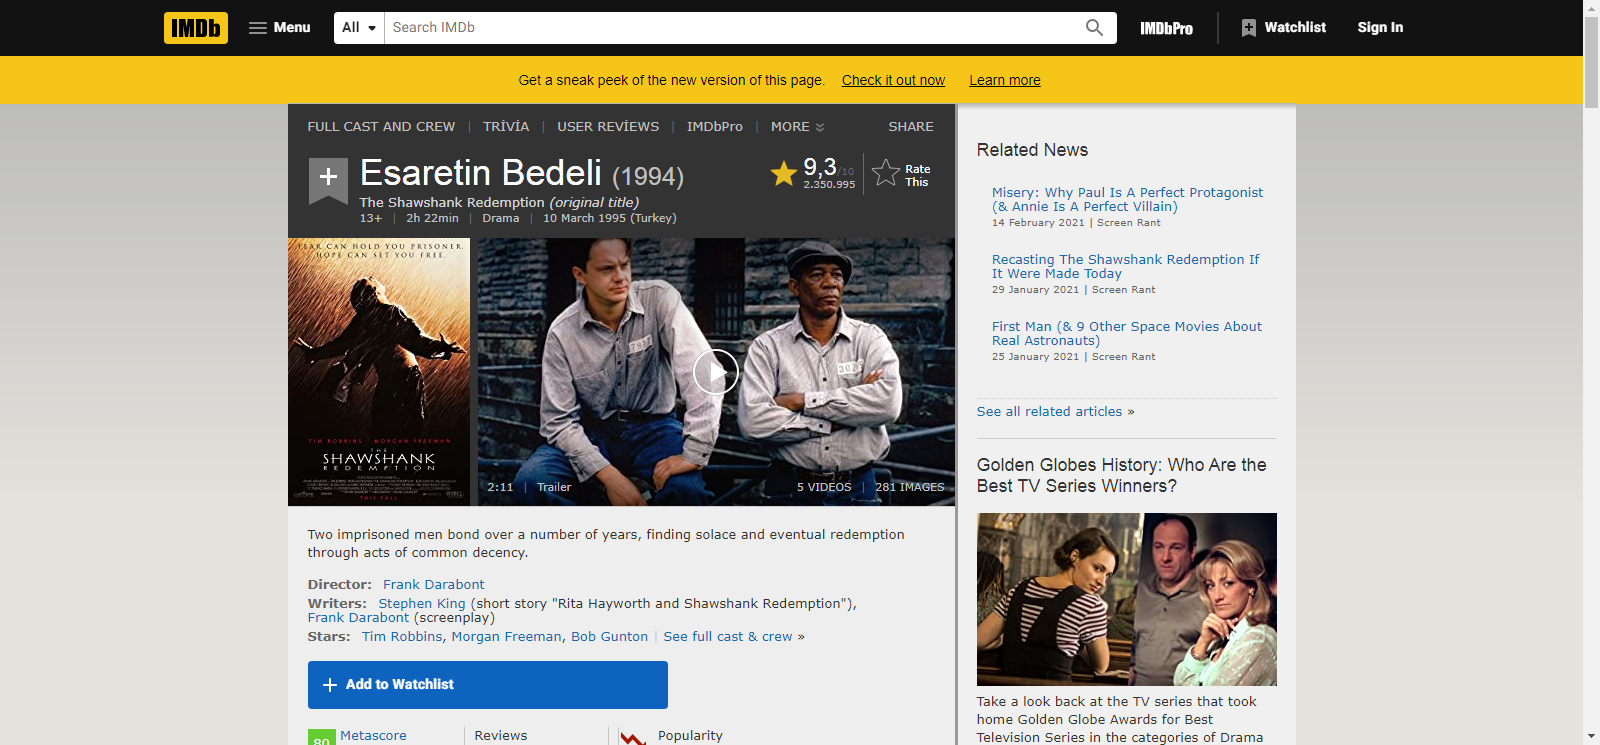 IMDb
Menu
All
Search IMDb
IMDbPro
Watchlist
Sign In
Get a sneak peek of the new version of this page. Check it out now Learn more
FULL CAST AND CREW | TRİVİA | USER REVİEWS | IMDbPro | MORE SHARE
Esaretin Bedeli (1994)
The Shawshank Redemption (original title)
13+ | 2h 22min | Drama | 10 March 1995 (Turkey)
9,3/10
2.350.995
Rate
This
FEAR CAN HOLD YOU PRISONER.
HOPE CAN SET YOU FREE.
TIM ROBBINS MORGAN FREEMAN
THE
SHAWSHANK
REDEMPTION
THIS FALL
2:11 | Trailer
5 VIDEOS | 281 IMAGES
Two imprisoned men bond over a number of years, finding solace and eventual redemption
through acts of common decency.
Director: Frank Darabont
Writers: Stephen King (short story "Rita Hayworth and Shawshank Redemption"),
Frank Darabont (screenplay)
Stars: Tim Robbins, Morgan Freeman, Bob Gunton | See full cast & crew »
Add to Watchlist
80
Metascore
Reviews
Popularity
Related News
Misery: Why Paul Is A Perfect Protagonist
(& Annie Is A Perfect Villain)
14 February 2021 | Screen Rant
Recasting The Shawshank Redemption If
It Were Made Today
29 January 2021 | Screen Rant
First Man (& 9 Other Space Movies About
Real Astronauts)
25 January 2021 | Screen Rant
See all related articles »
Golden Globes History: Who Are the
Best TV Series Winners?
Take a look back at the TV series that took
home Golden Globe Awards for Best
Television Series in the categories of Drama